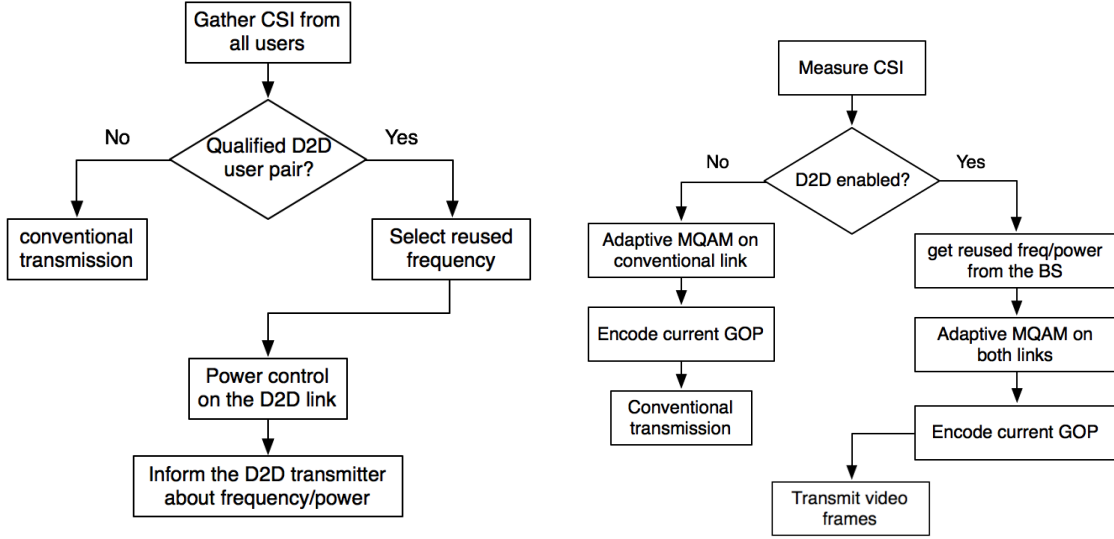 Gather CSI from
all users
No
Yes
Qualified D2D
user pair?
conventional
transmission
Select reused
frequency
Power control
on the D2D link
Inform the D2D transmitter
about frequency/power
Measure CSI
No
Yes
D2D enabled?
Adaptive MQAM on
conventional link
get reused freq/power
from the BS
Encode current GOP
Adaptive MQAM on
both links
Conventional
transmission
Encode current GOP
Transmit video
frames